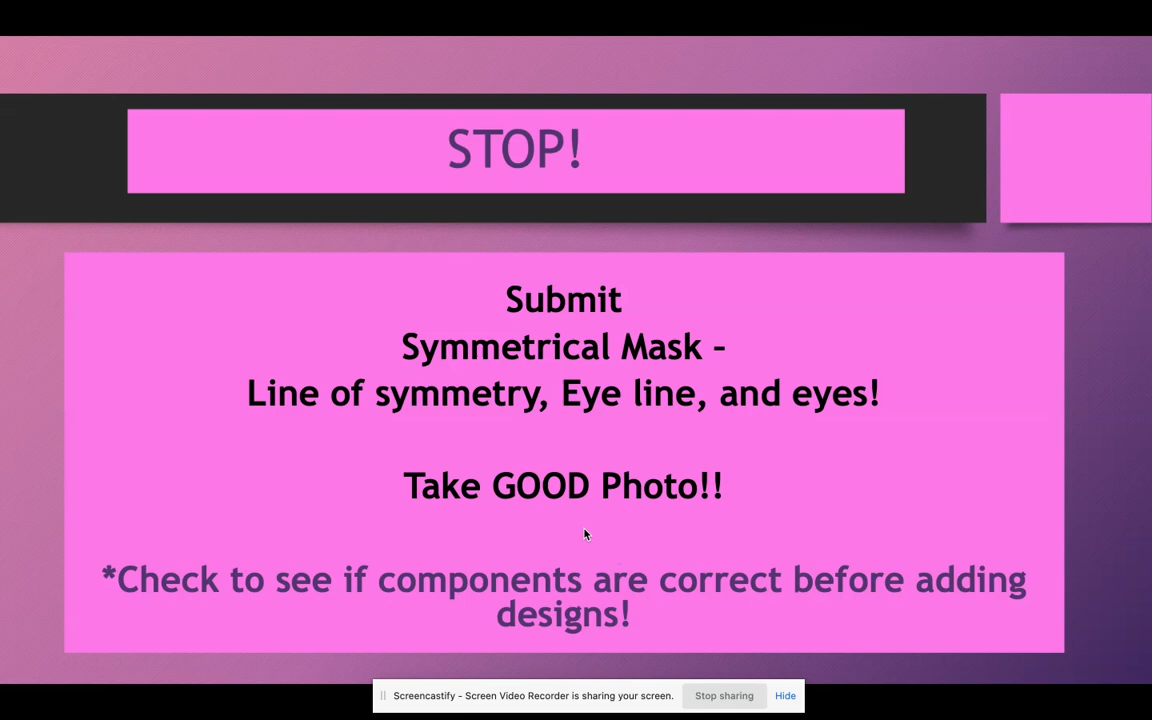 STOP!
Submit
Symmetrical Mask –
Line of symmetry, Eye line, and eyes!
Take GOOD Photo!!
*Check to see if components are correct before adding
designs!
Screencastify - Screen Video Recorder is sharing your screen. Stop sharing Hide